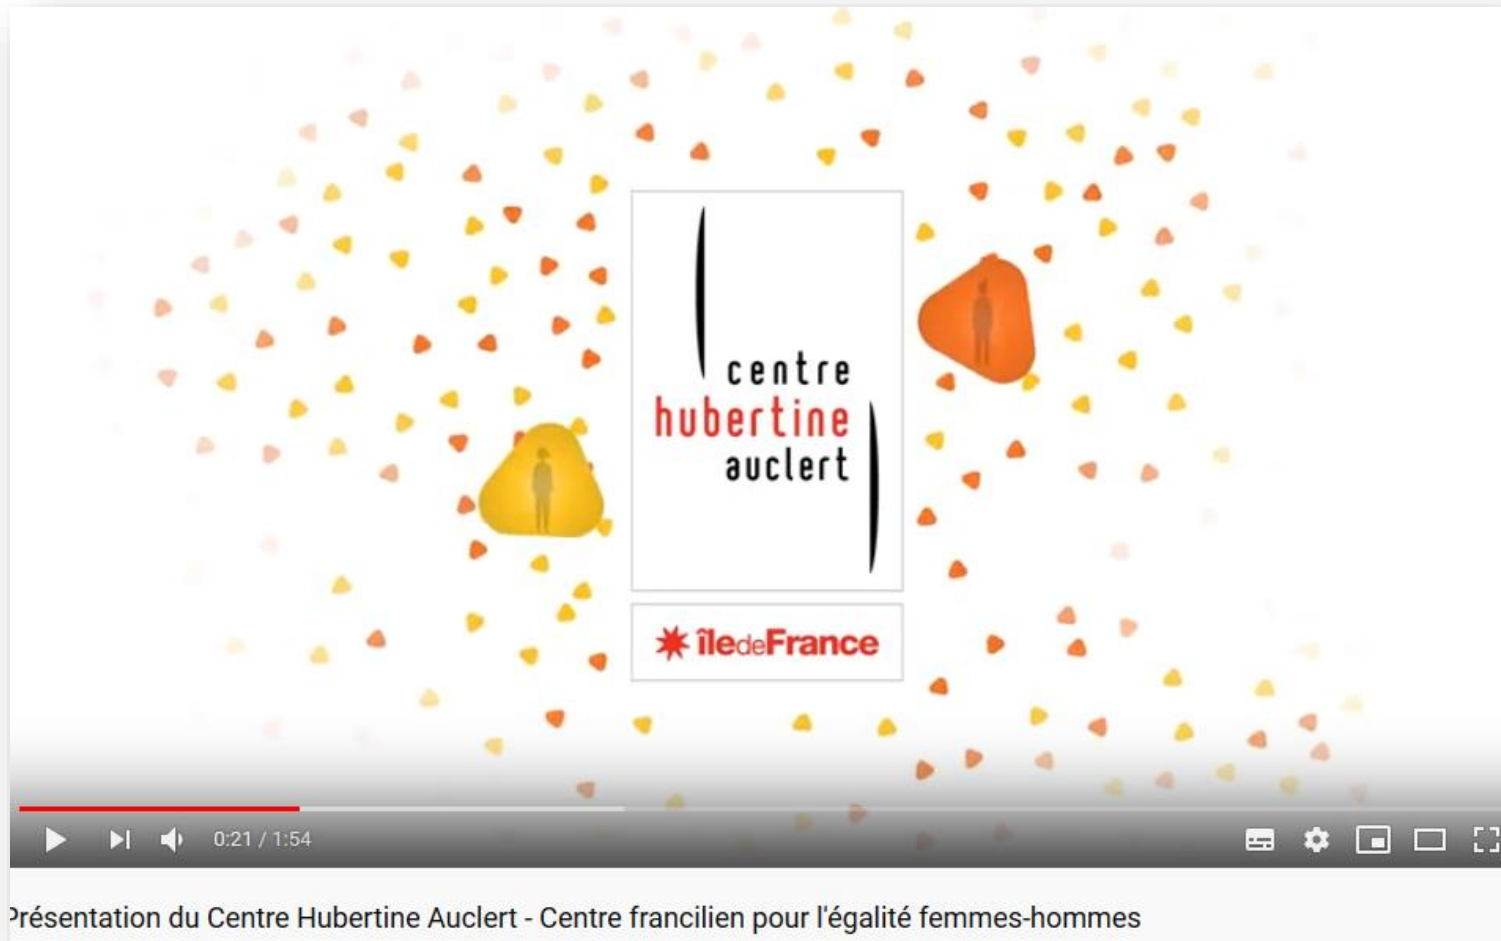 centre
hubertine
auclert
îledeFrance
0:21 / 1:54
Présentation du Centre Hubertine Auclert - Centre francilien pour l'égalité femmes-hommes